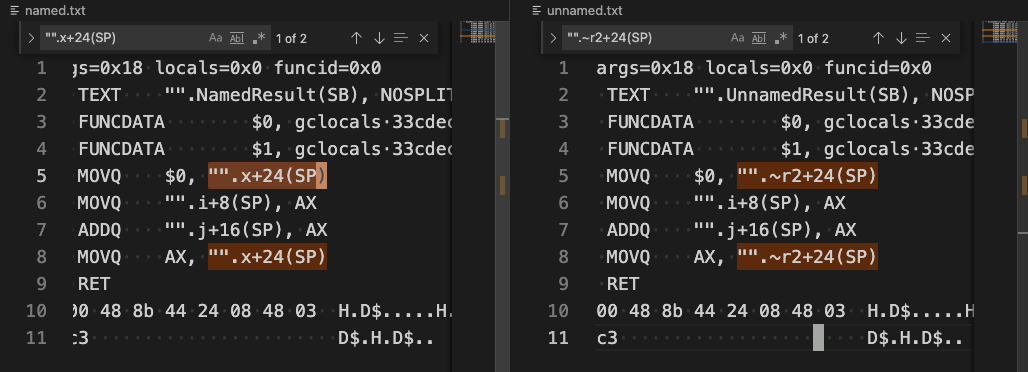 named.txt
"".x+24(SP) Aa Ab| .* 1 of 2
1 gs=0x18 locals=0x0 funcid=0x0
2 TEXT "".NamedResult(SB), NOSPLIT
3 FUNCDATA $0, gclocals·33cdec
4 FUNCDATA $1, gclocals·33cdec
5 MOVQ $0, "".x+24(SP)
6 MOVQ "".i+8(SP), AX
7 ADDQ "".j+16(SP), AX
8 MOVQ AX, "".x+24(SP)
9 RET
10 00 48 8b 44 24 08 48 03 H.D$.....H.
11 c3 D$.H.D$..
unnamed.txt
"".~r2+24(SP) Aa Ab| .* 1 of 2
1 args=0x18 locals=0x0 funcid=0x0
2 TEXT "".UnnamedResult(SB), NOSP
3 FUNCDATA $0, gclocals·33cdec
4 FUNCDATA $1, gclocals·33cdec
5 MOVQ $0, "".~r2+24(SP)
6 MOVQ "".i+8(SP), AX
7 ADDQ "".j+16(SP), AX
8 MOVQ AX, "".~r2+24(SP)
9 RET
10 00 48 8b 44 24 08 48 03 H.D$.....H.
11 c3 D$.H.D$..